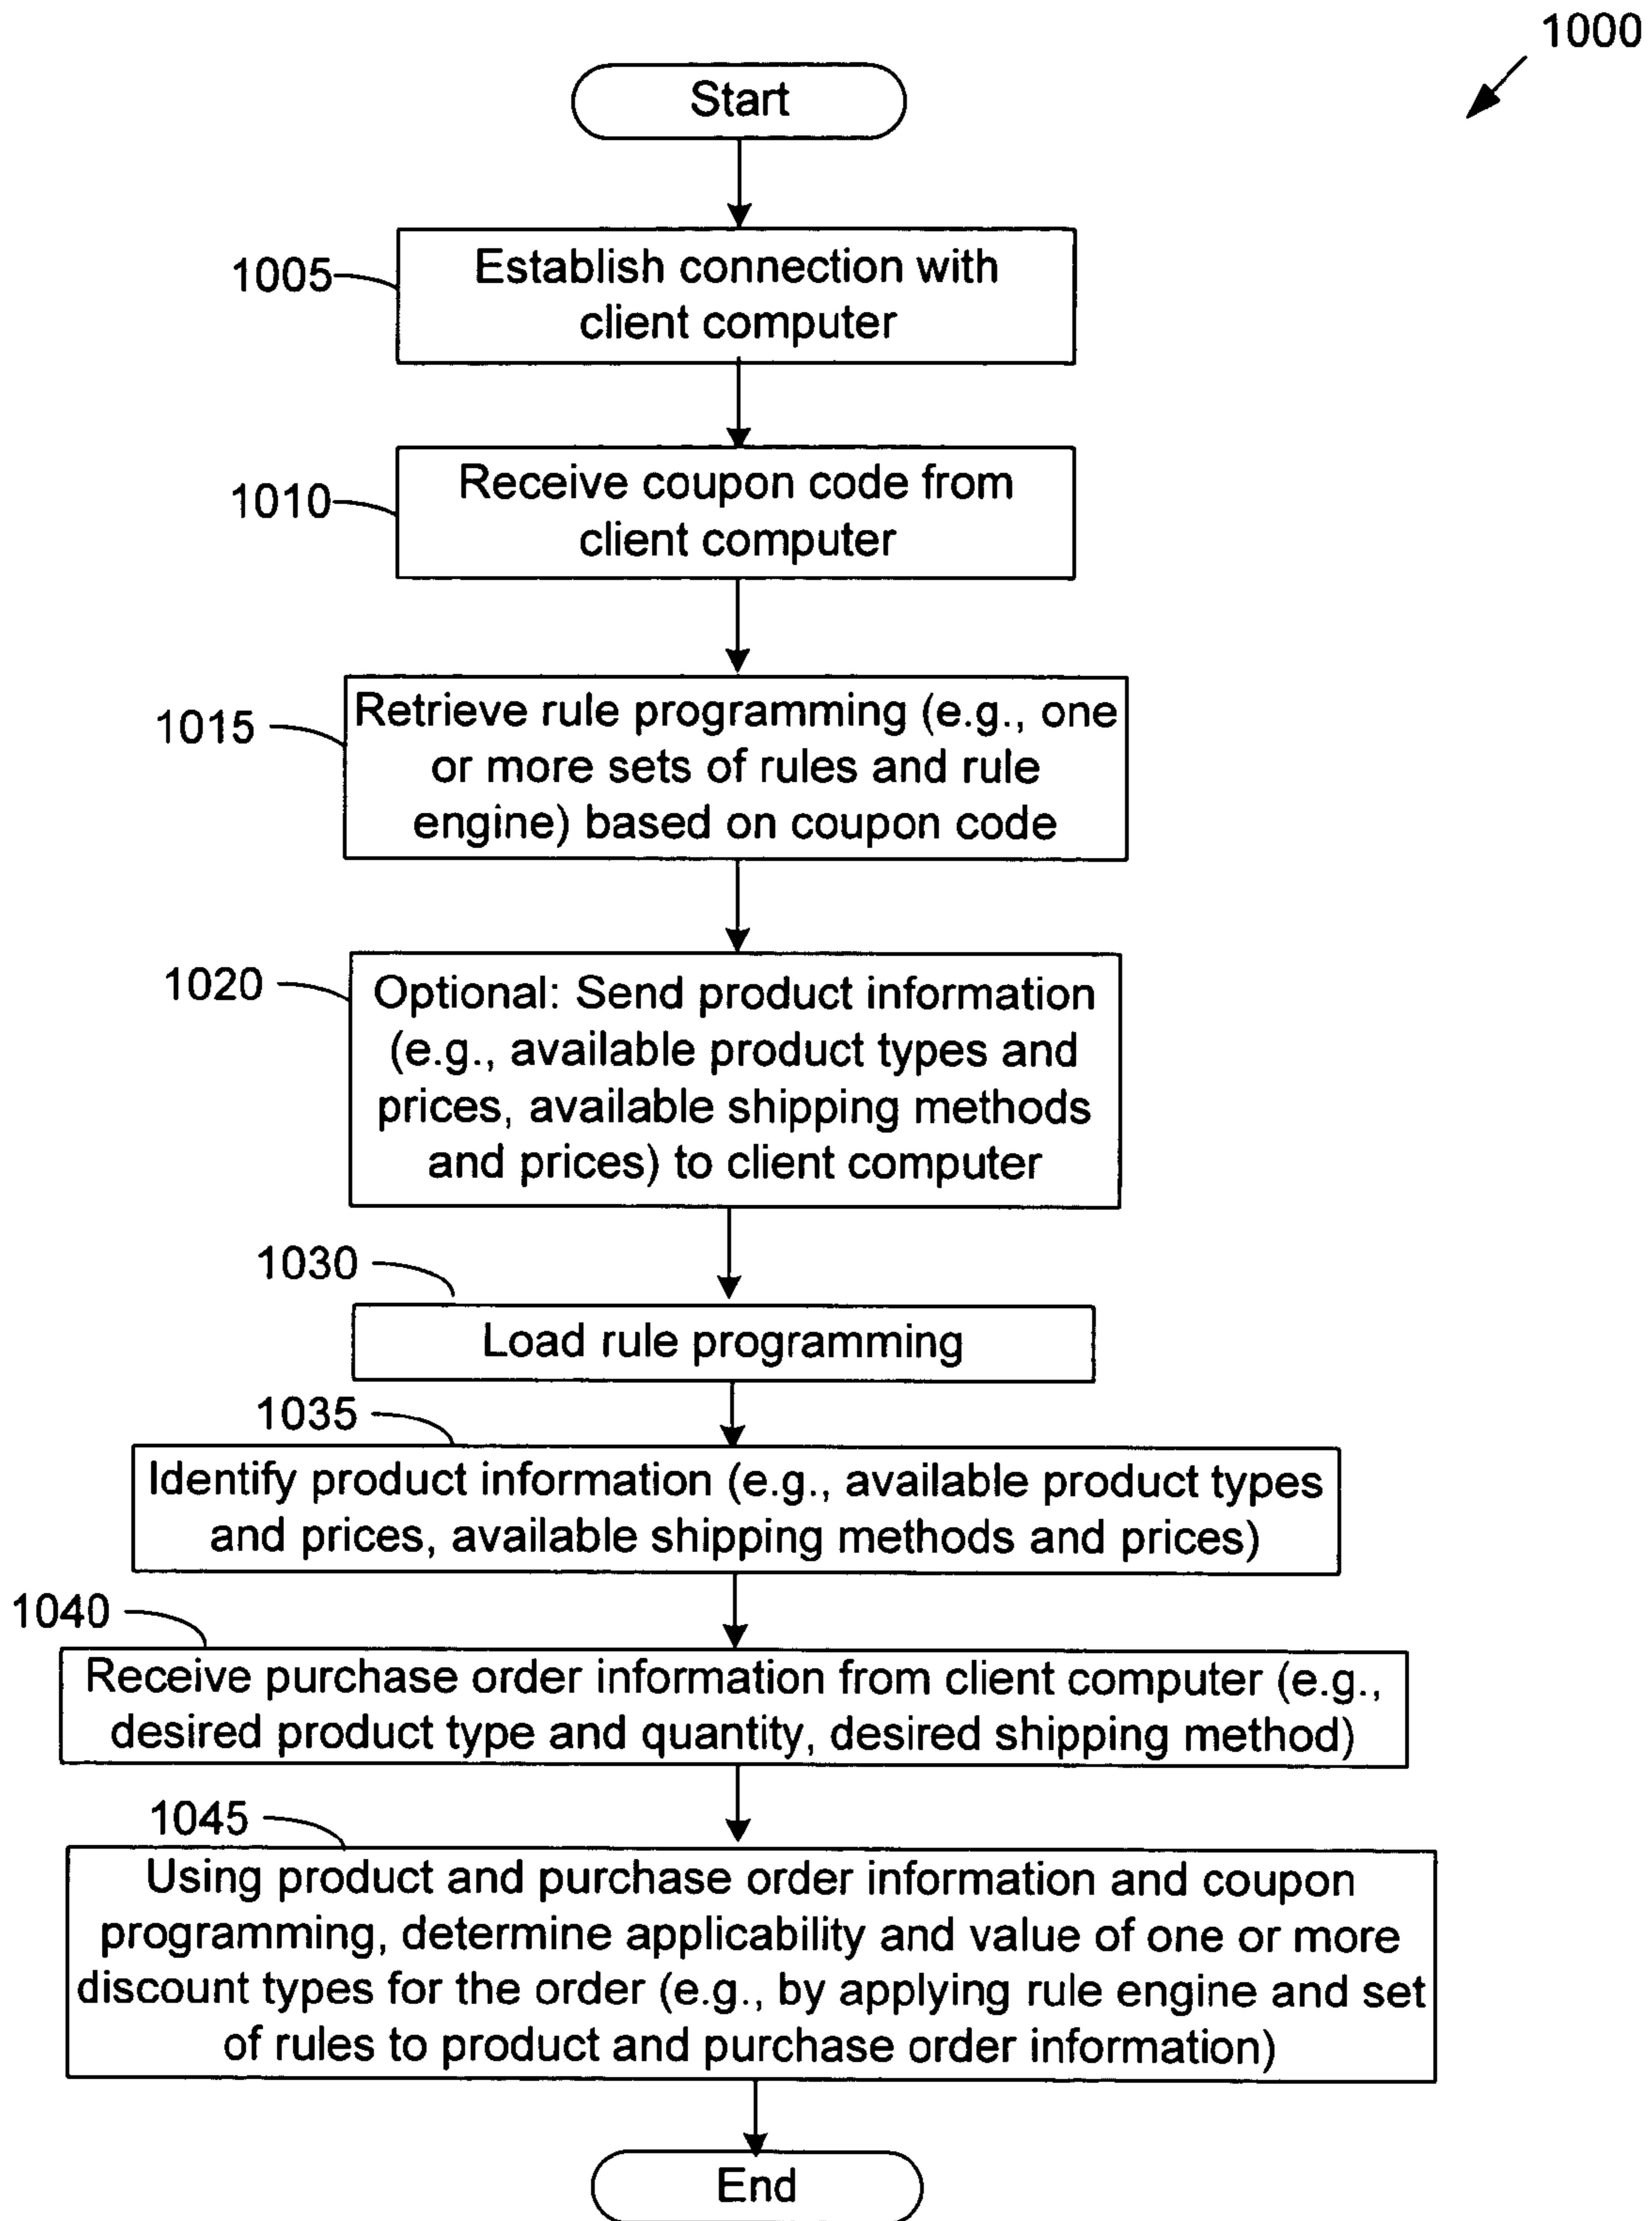 1000
Start
1005
Establish connection with
client computer
1010
Receive coupon code from
client computer
1015
Retrieve rule programming (e.g., one
or more sets of rules and rule
engine) based on coupon code
1020
Optional: Send product information
(e.g., available product types and
prices, available shipping methods
and prices) to client computer
1030
Load rule programming
1035
Identify product information (e.g., available product types
and prices, available shipping methods and prices)
1040
Receive purchase order information from client computer (e.g.,
desired product type and quantity, desired shipping method)
1045
Using product and purchase order information and coupon
programming, determine applicability and value of one or more
discount types for the order (e.g., by applying rule engine and set
of rules to product and purchase order information)
End